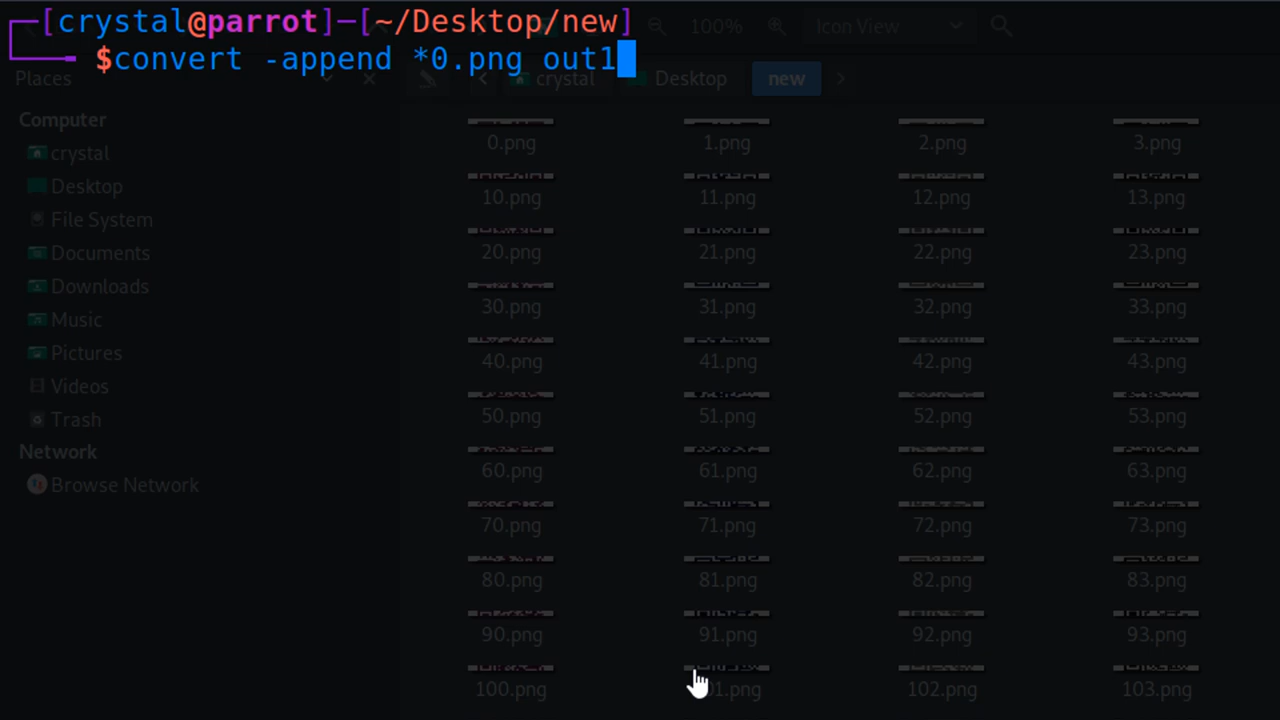 ┌─[crystal@parrot]─[~/Desktop/new]
└──╼ $convert -append *0.png out1
100% Icon View
Places crystal Desktop new
Computer
crystal
Desktop
File System
Documents
Downloads
Music
Pictures
Videos
Trash
Network
Browse Network
0.png 1.png 2.png 3.png
10.png 11.png 12.png 13.png
20.png 21.png 22.png 23.png
30.png 31.png 32.png 33.png
40.png 41.png 42.png 43.png
50.png 51.png 52.png 53.png
60.png 61.png 62.png 63.png
70.png 71.png 72.png 73.png
80.png 81.png 82.png 83.png
90.png 91.png 92.png 93.png
100.png 102.png 103.png